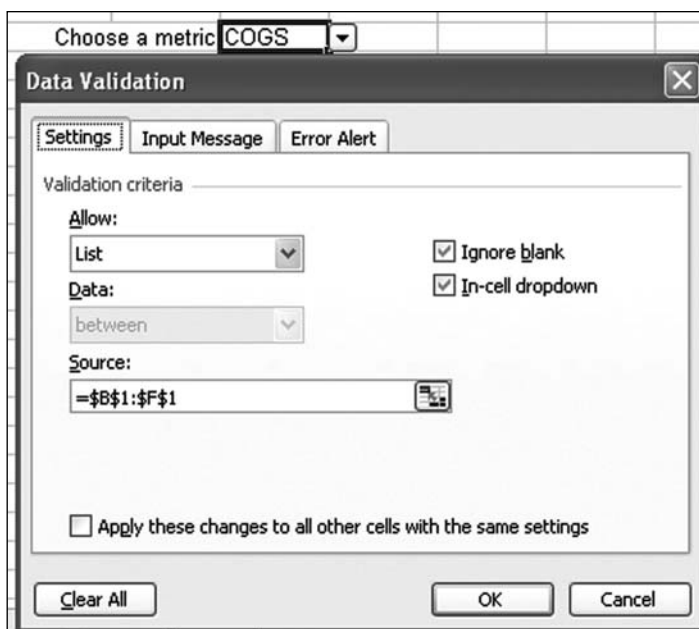 Choose a metric COGS
Data Validation
Settings Input Message Error Alert
Validation criteria
Allow:
List
Ignore blank
Data:
In-cell dropdown
between
Source:
=$B$1:$F$1
Apply these changes to all other cells with the same settings
Clear All OK Cancel